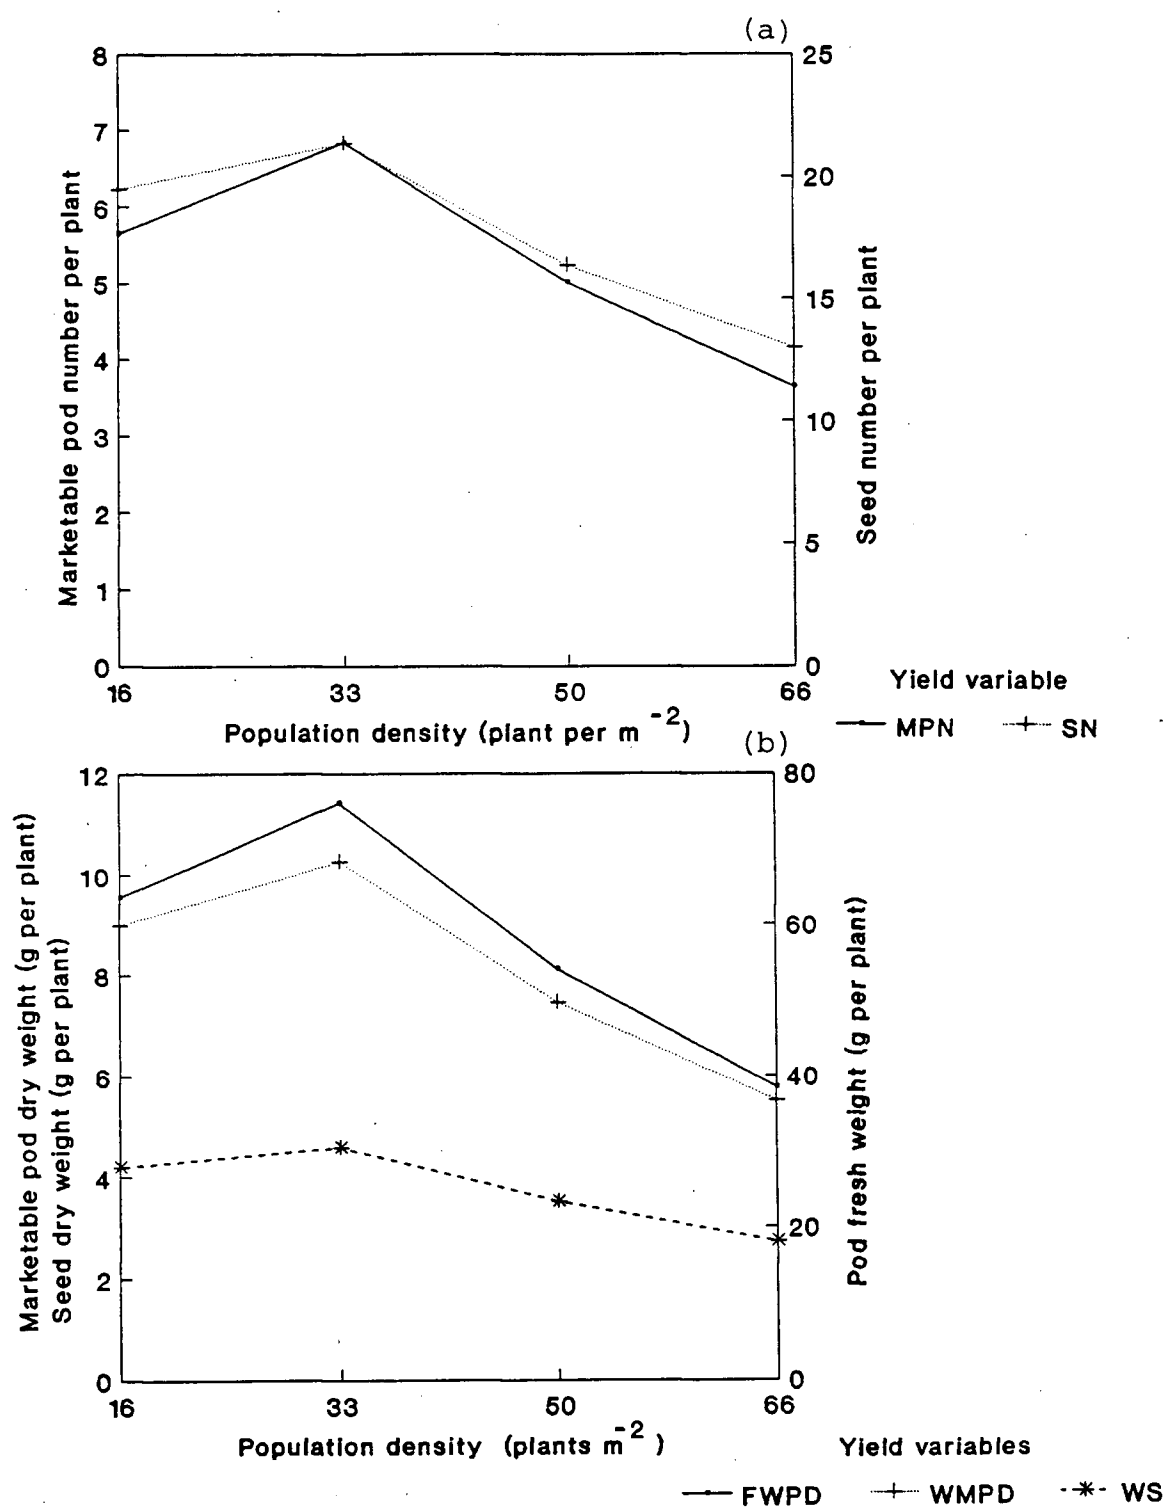 (a)
8
7
6
5
4
3
2
1
0
Marketable pod number per plant
25
20
15
10
5
0
Seed number per plant
16 33 50 66
Population density (plant per m⁻²)
Yield variable
MPN SN
(b)
12
10
8
6
4
2
0
Marketable pod dry weight (g per plant)
Seed dry weight (g per plant)
80
60
40
20
0
Pod fresh weight (g per plant)
16 33 50 66
Population density (plants m⁻²)
Yield variables
FWPD WMPD WS